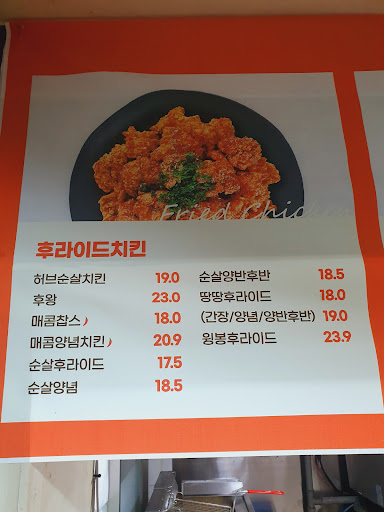 Fried Chicken
후라이드치킨
허브순살치킨 19.0
후왕 23.0
매콤찹스 18.0
매콤양념치킨 20.9
순살후라이드 17.5
순살양념 18.5
순살양반후반 18.5
땅땅후라이드 18.0
(간장/양념/양반후반) 19.0
윙봉후라이드 23.9